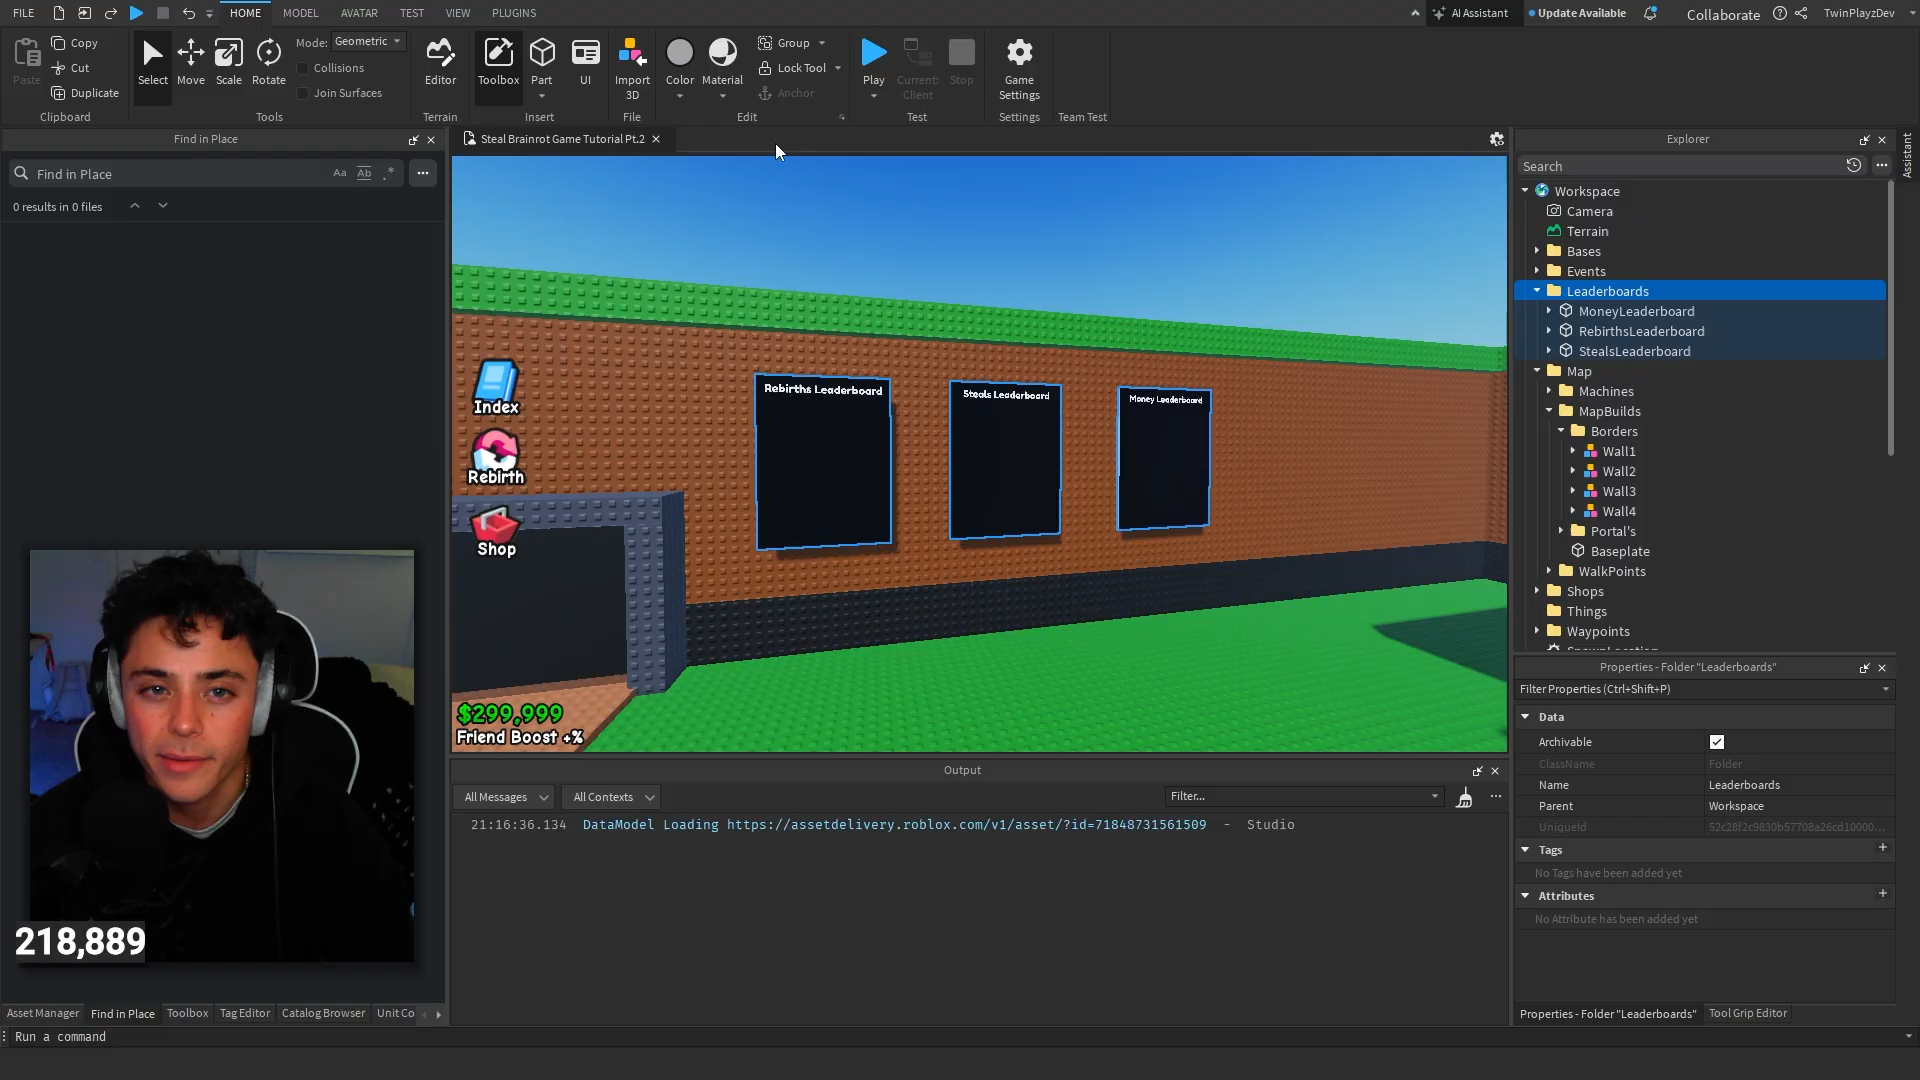 FILE
HOME
MODEL
AVATAR
TEST
VIEW
PLUGINS
AI Assistant
Update Available
Collaborate
TwinPlayzDev
Paste
Copy
Cut
Duplicate
Clipboard
Select
Move
Scale
Rotate
Mode: Geometric
Collisions
Join Surfaces
Tools
Editor
Terrain
Toolbox
Part
UI
Insert
Import 3D
File
Color
Material
Group
Lock Tool
Anchor
Edit
Play
Current: Client
Stop
Test
Game Settings
Settings
Team Test
Find in Place
Find in Place
Aa
Ab
.*
0 results in 0 files
Steal Brainrot Game Tutorial Pt.2
Rebirths Leaderboard
Steals Leaderboard
Money Leaderboard
Index
Rebirth
Shop
$299,999
Friend Boost +%
218,889
Output
All Messages
All Contexts
Filter...
21:16:36.134 DataModel Loading https://assetdelivery.roblox.com/v1/asset/?id=71848731561509 - Studio
Explorer
Search
Workspace
Camera
Terrain
Bases
Events
Leaderboards
MoneyLeaderboard
RebirthsLeaderboard
StealsLeaderboard
Map
Machines
MapBuilds
Borders
Wall1
Wall2
Wall3
Wall4
Portal's
Baseplate
WalkPoints
Shops
Things
Waypoints
SpawnLocation
Assistant
Properties - Folder "Leaderboards"
Filter Properties (Ctrl+Shift+P)
Data
Archivable
ClassName Folder
Name Leaderboards
Parent Workspace
UniqueId 52c28f2c9830b57708a26cd10000...
Tags
No Tags have been added yet
Attributes
No Attribute has been added yet
Asset Manager
Find in Place
Toolbox
Tag Editor
Catalog Browser
Unit Co
Properties - Folder "Leaderboards"
Tool Grip Editor
Run a command